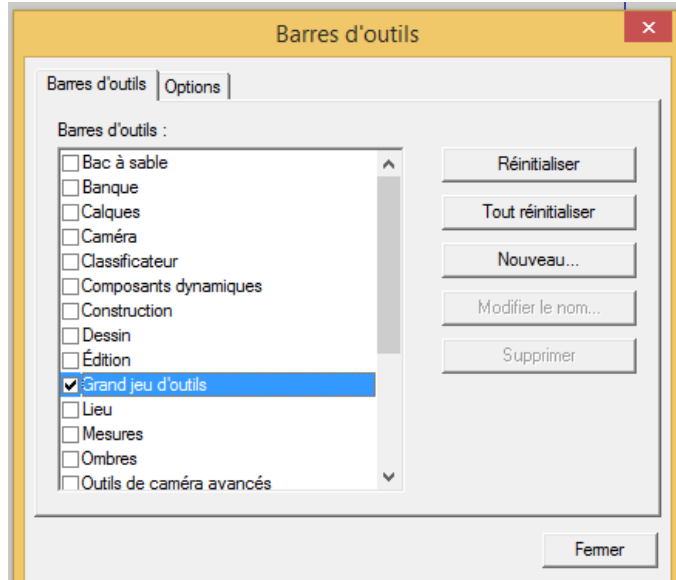 Barres d'outils
Barres d'outils
Options
Barres d'outils :
Bac à sable
Banque
Calques
Caméra
Classificateur
Composants dynamiques
Construction
Dessin
Édition
Grand jeu d'outils
Lieu
Mesures
Ombres
Outils de caméra avancés
Réinitialiser
Tout réinitialiser
Nouveau...
Modifier le nom...
Supprimer
Fermer